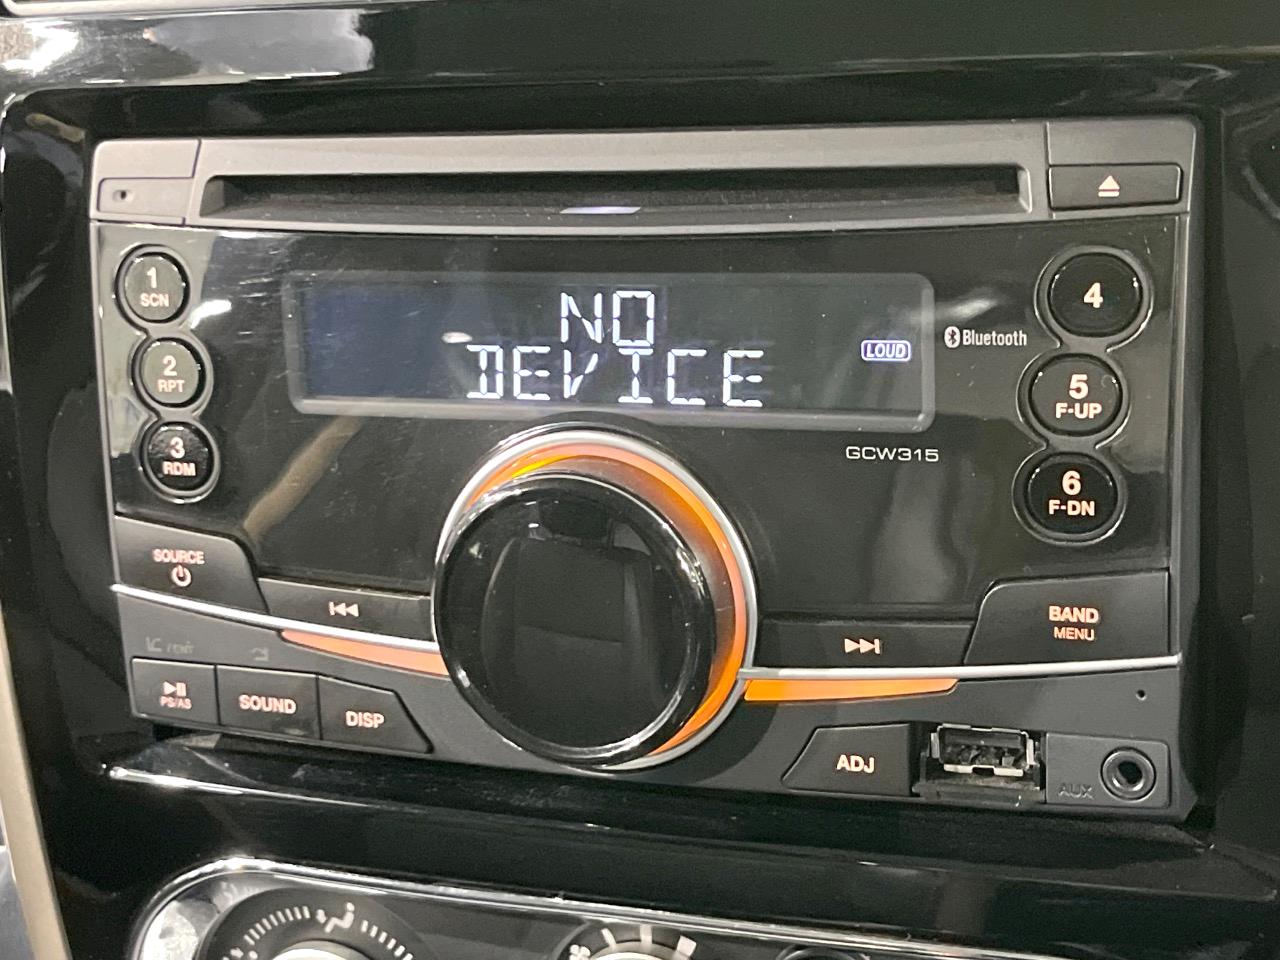 1
SCN
2
RPT
3
RDM
NO
DEVICE
LOUD
Bluetooth
GCW315
4
5
F-UP
6
F-DN
SOURCE
BAND
MENU
/ ENT
PS/AS
SOUND
DISP
ADJ
AUX